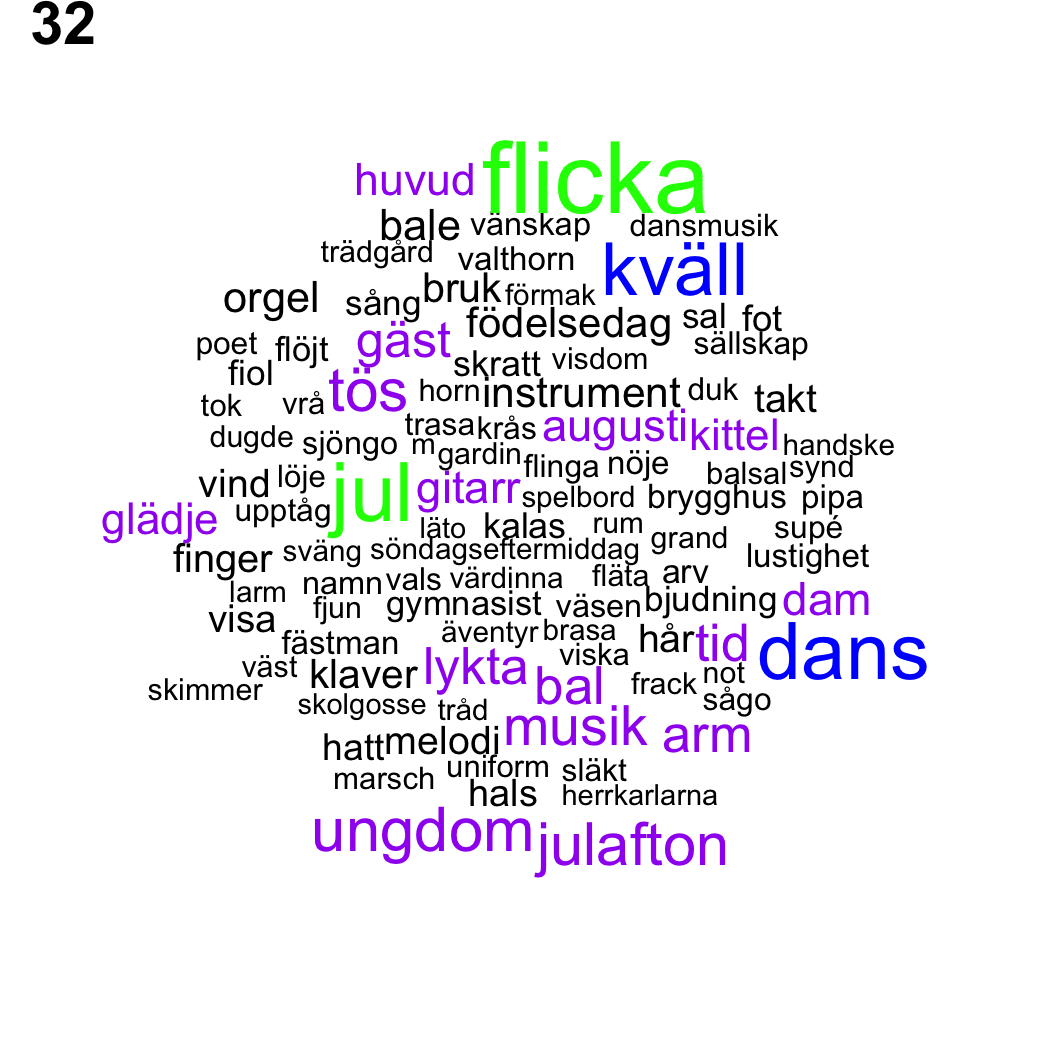 32
huvud flicka
bale vänskap dansmusik
trädgård valthorn kväll
orgel sång bruk förmak
födelsedag sal fot
poet flöjt gäst skratt visdom sällskap
fiol tös horn instrument duk takt
tok vrå trasa krås augusti kittel handske
dugde sjöngo m gardin flinga nöje balsal synd
vind löje jul gitarr spelbord brygghus pipa
glädje upptåg läto kalas rum grand supé
finger sväng söndagseftermiddag lustighet
larm namn vals värdinna fläta arv
visa fjun gymnasist väsen bjudning dam
fästman äventyr brasa hår tid dans
väst klaver lykta viska not
skimmer skolgosse tråd bal frack sågo
hatt melodi musik arm
marsch uniform släkt
hals herrkarlarna
ungdom julafton